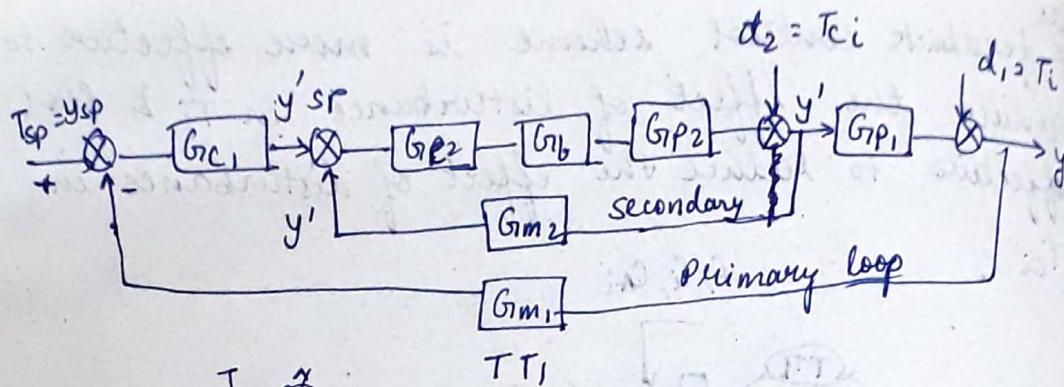 d₂ = Tci
d₁, Ti
Tsp = ysp
y'sp
y'
Gc₁
Gc2
Gb
Gp2
Gp₁
y
+
-
y'
Gm2
secondary
Gm₁
Primary loop
TT₁